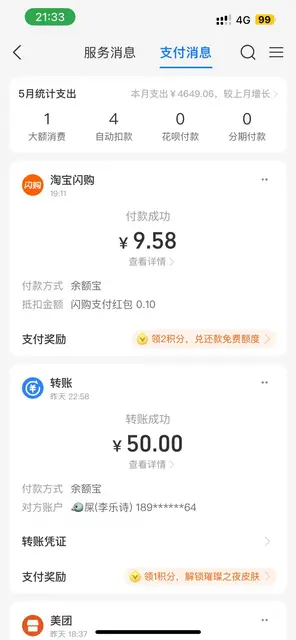 21:33
4G 99
服务消息 支付消息
5月统计支出 本月支出￥4649.06，较上月增长
1 4 0 0
大额消费 自动扣款 花呗付款 分期付款
闪购 淘宝闪购
19:11
付款成功
￥9.58
查看详情
付款方式 余额宝
抵扣金额 闪购支付红包 0.10
支付奖励 领2积分，兑还款免费额度
转账
昨天 22:58
转账成功
￥50.00
查看详情
付款方式 余额宝
对方账户 屎(李乐诗) 189******64
转账凭证
支付奖励 领1积分，解锁璀璨之夜皮肤
美团
昨天 18:37